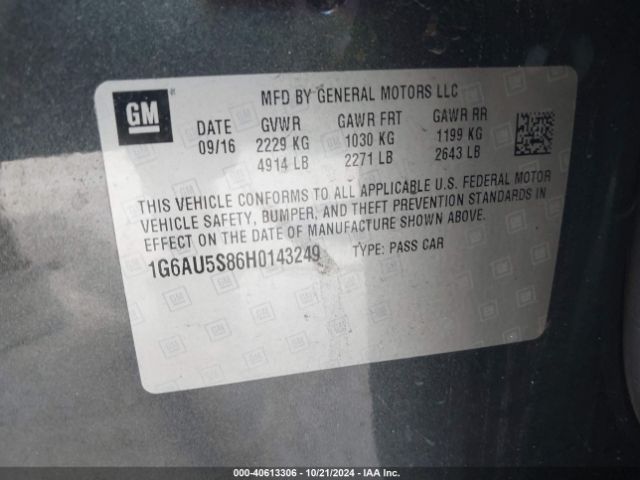 GM
MFD BY GENERAL MOTORS LLC
DATE GVWR GAWR FRT GAWR RR
09/16 2229 KG 1030 KG 1199 KG
4914 LB 2271 LB 2643 LB
THIS VEHICLE CONFORMS TO ALL APPLICABLE U.S. FEDERAL MOTOR
VEHICLE SAFETY, BUMPER, AND THEFT PREVENTION STANDARDS IN
EFFECT ON THE DATE OF MANUFACTURE SHOWN ABOVE.
1G6AU5S86H0143249 TYPE: PASS CAR
000-40613306 - 10/21/2024 - IAA Inc.